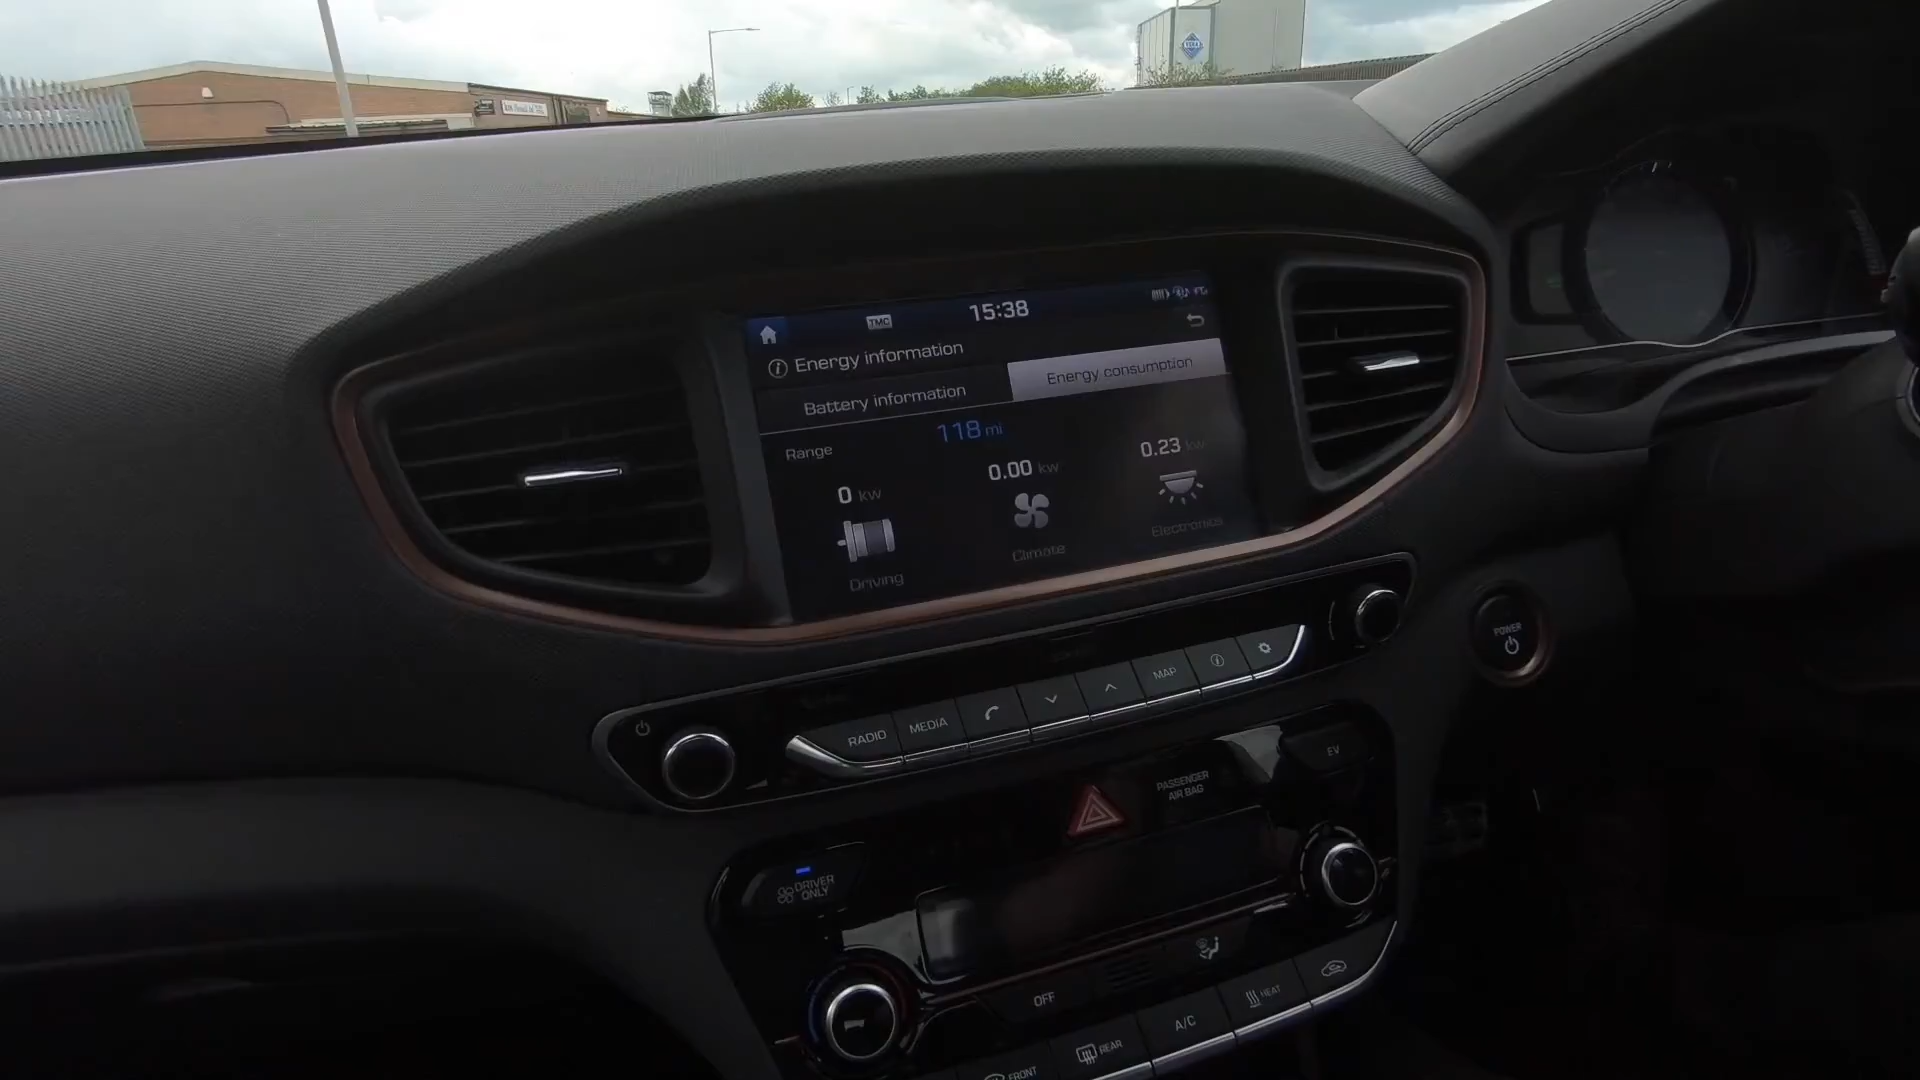 TMC
15:38
Energy information
Battery information
Energy consumption
Range
118 mi
0 kw
0.00 kw
0.23 kw
Driving
Climate
Electronics
POWER
RADIO
MEDIA
MAP
EV
PASSENGER
AIR BAG
DRIVER
ONLY
OFF
HEAT
A/C
REAR
FRONT